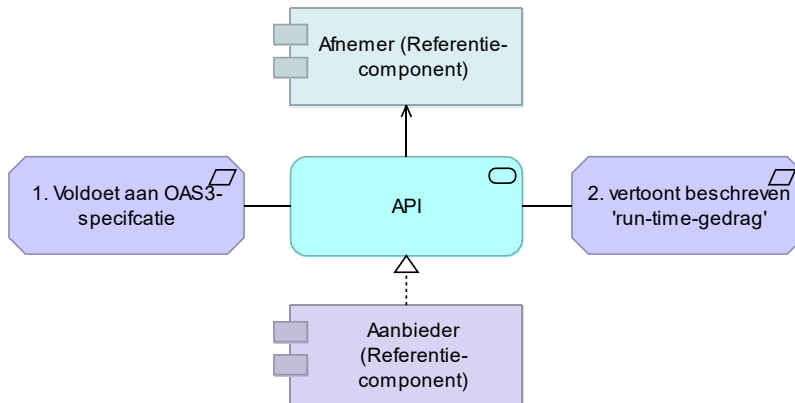 Afnemer (Referentie-
component)
1. Voldoet aan OAS3-
specifcatie
API
2. vertoont beschreven
'run-time-gedrag'
Aanbieder
(Referentie-
component)